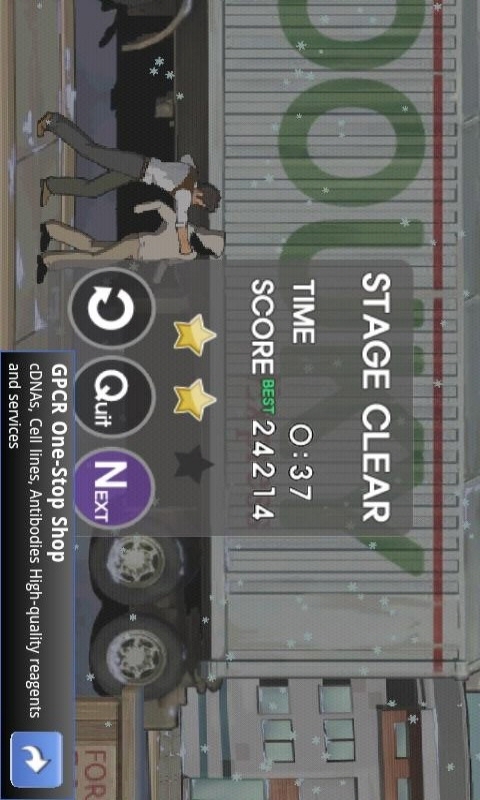 STAGE CLEAR
TIME 0:37
SCORE BEST 24214
Quit
NEXT
GPCR One-Stop Shop
cDNAs, Cell lines, Antibodies High-quality reagents
and services
FOR